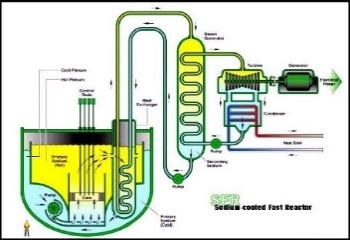 Cold Plenum
Hot Plenum
Control
Rods
Heat
Exchanger
Steam
Generator
Turbine
Generator
Electrical
Power
Condenser
Heat Sink
Pump
Secondary
Sodium
Pump
Primary
Sodium
(Hot)
Core
Pump
Primary
Sodium
(Cold)
SFR
Sodium-cooled Fast Reactor